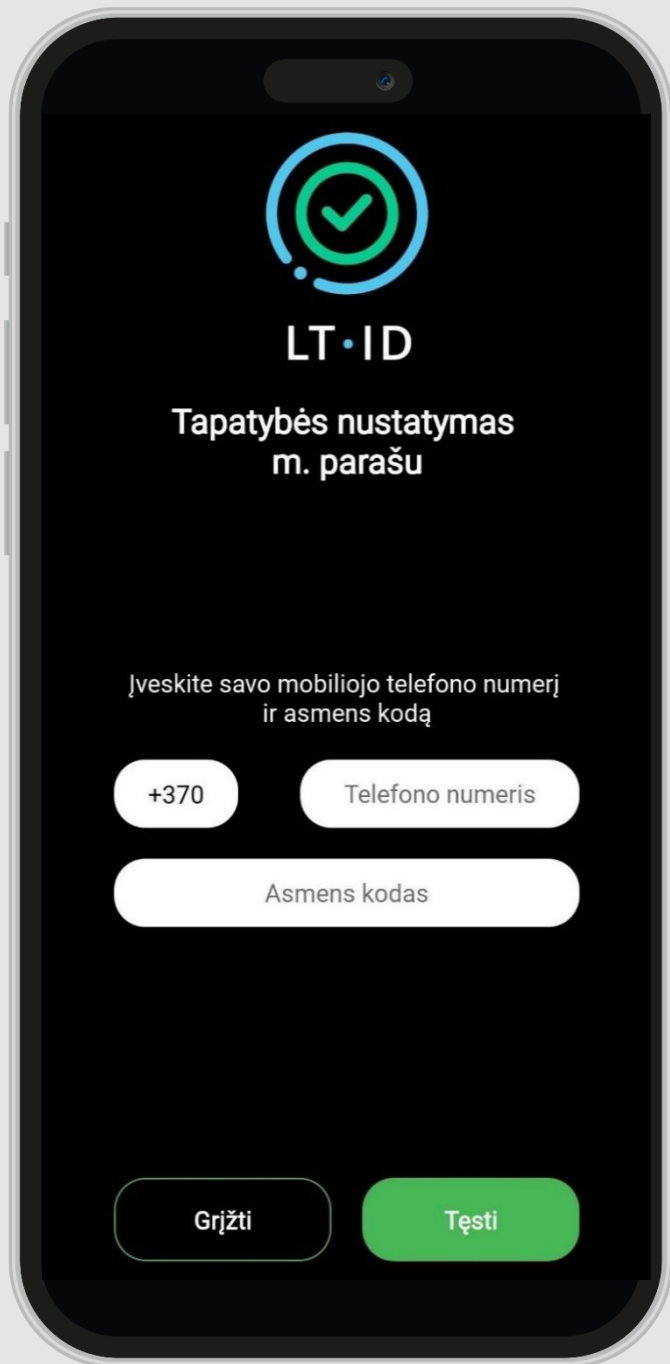 LT·ID
Tapatybės nustatymas
m. parašu
Įveskite savo mobiliojo telefono numerį
ir asmens kodą
+370 Telefono numeris
Asmens kodas
Grįžti Tęsti